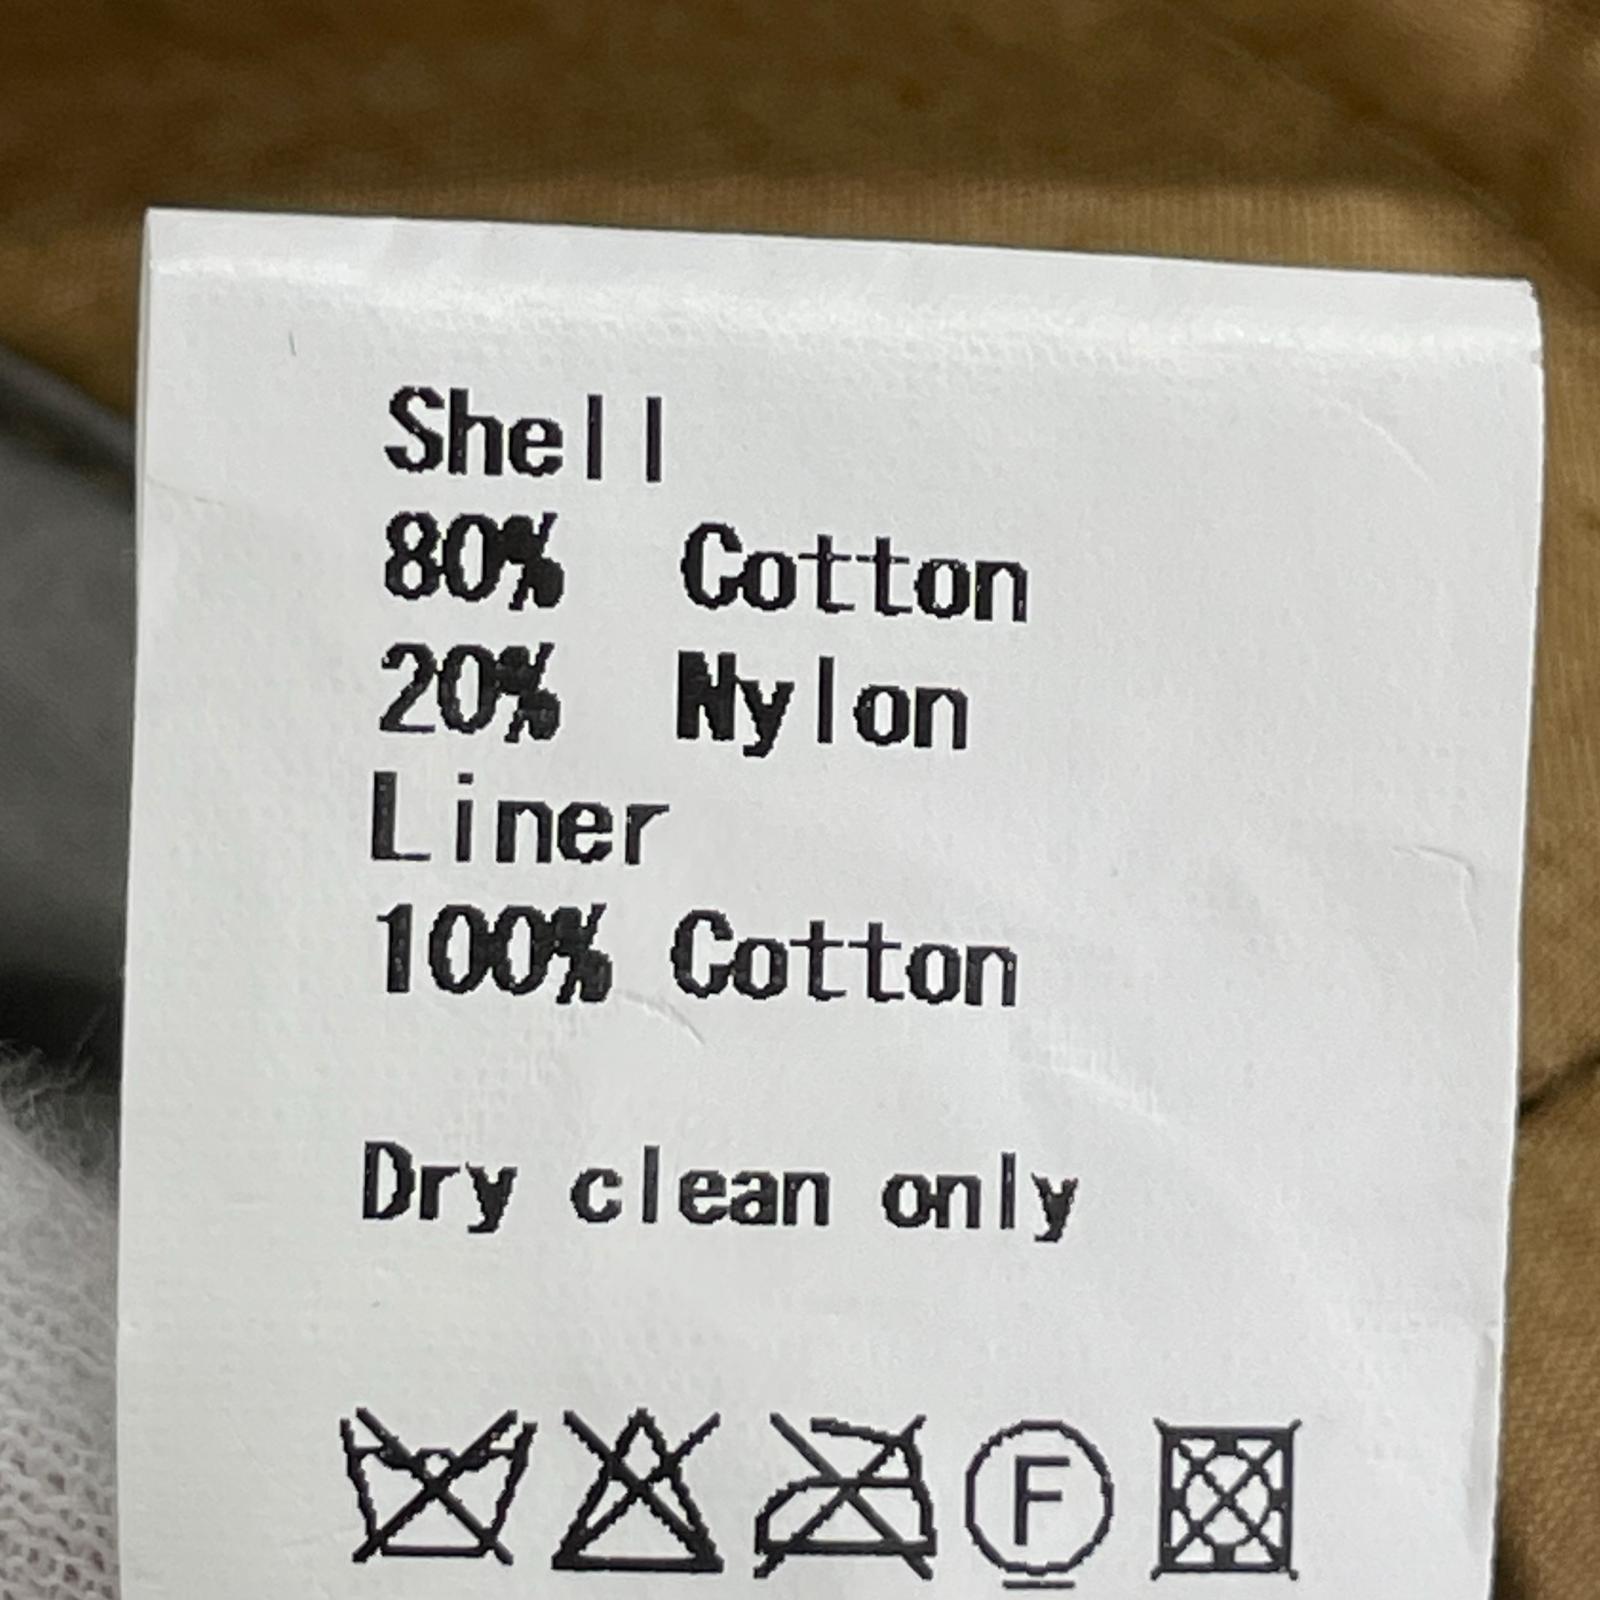 Shell
80% Cotton
20% Nylon
Liner
100% Cotton
Dry clean only
F